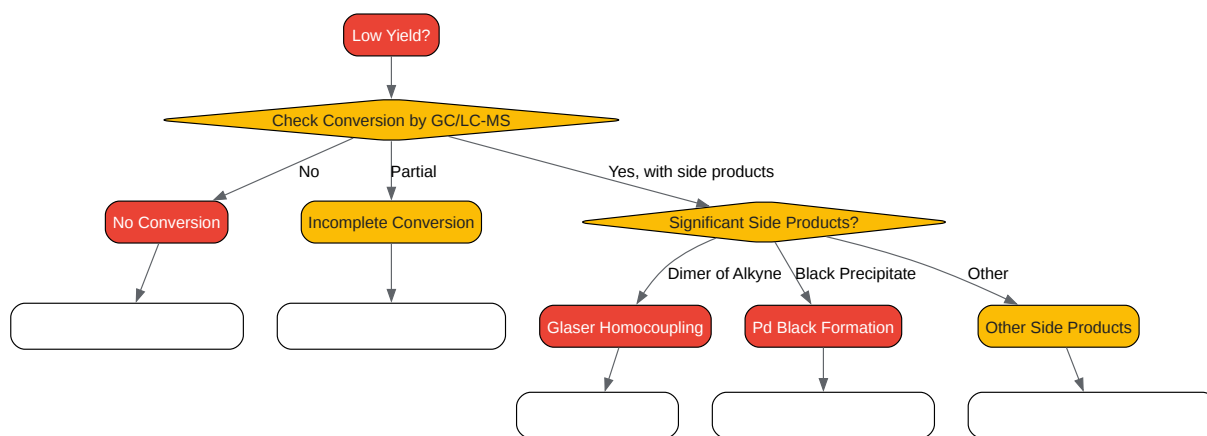 Low Yield?
Check Conversion by GC/LC-MS
No
Partial
Yes, with side products
No Conversion
Incomplete Conversion
Significant Side Products?
Dimer of Alkyne
Black Precipitate
Other
Glaser Homocoupling
Pd Black Formation
Other Side Products